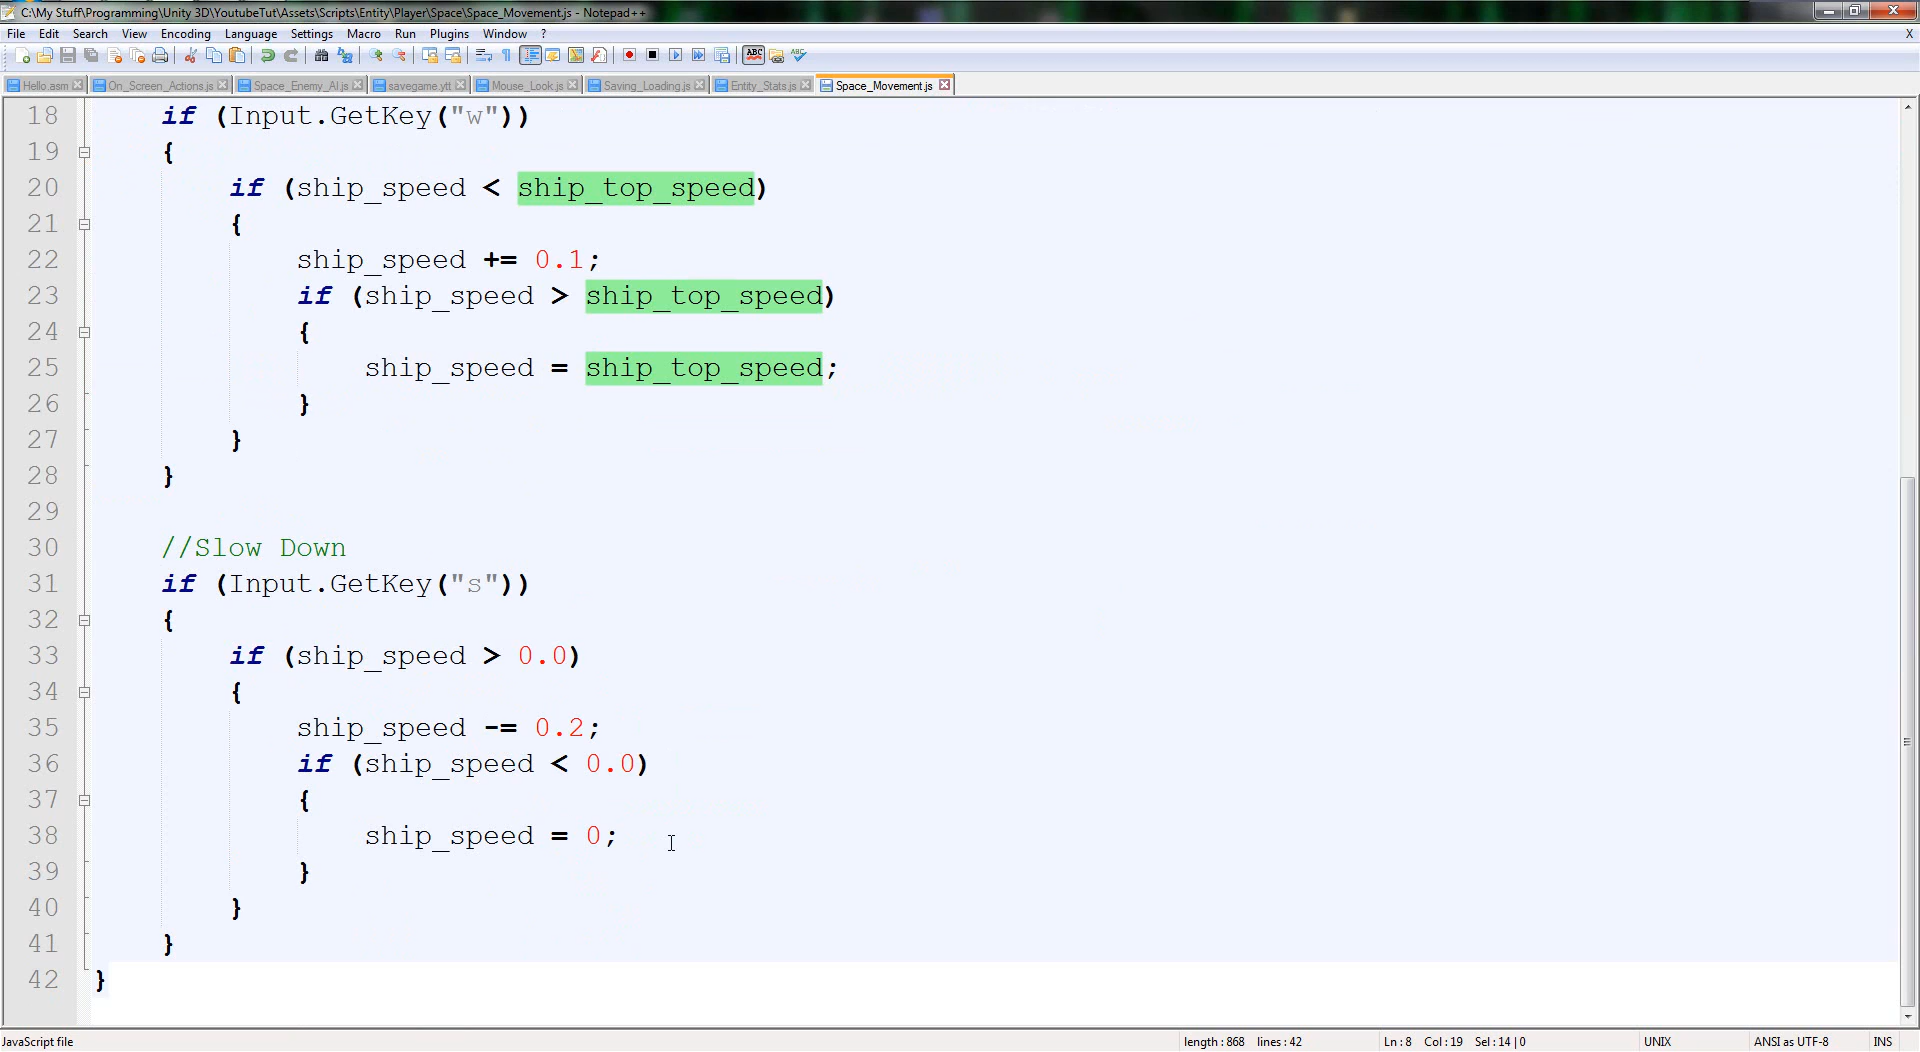 C:\My Stuff\Programming\Unity 3D\YoutubeTut\Assets\Scripts\Entity\Player\Space\Space_Movement.js - Notepad++
File Edit Search View Encoding Language Settings Macro Run Plugins Window ? X
Hello.asm On_Screen_Actions.js Space_Enemy_AI.js savegame.ytt Mouse_Look.js Saving_Loading.js Entity_Stats.js Space_Movement.js
18 if (Input.GetKey("w"))
19 {
20 if (ship_speed < ship_top_speed)
21 {
22 ship_speed += 0.1;
23 if (ship_speed > ship_top_speed)
24 {
25 ship_speed = ship_top_speed;
26 }
27 }
28 }
29
30 //Slow Down
31 if (Input.GetKey("s"))
32 {
33 if (ship_speed > 0.0)
34 {
35 ship_speed -= 0.2;
36 if (ship_speed < 0.0)
37 {
38 ship_speed = 0;
39 }
40 }
41 }
42 }
JavaScript file length : 868 lines : 42 Ln : 8 Col : 19 Sel : 14 | 0 UNIX ANSI as UTF-8 INS